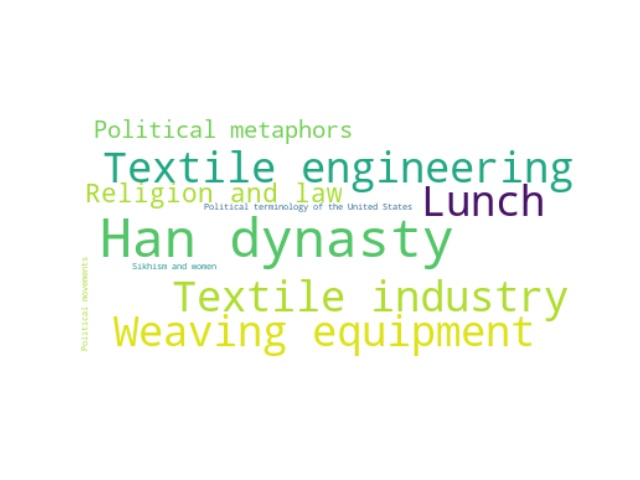 Political metaphors
Textile engineering
Religion and law
Lunch
Political terminology of the United States
Han dynasty
Sikhism and women
Political movements
Textile industry
Weaving equipment